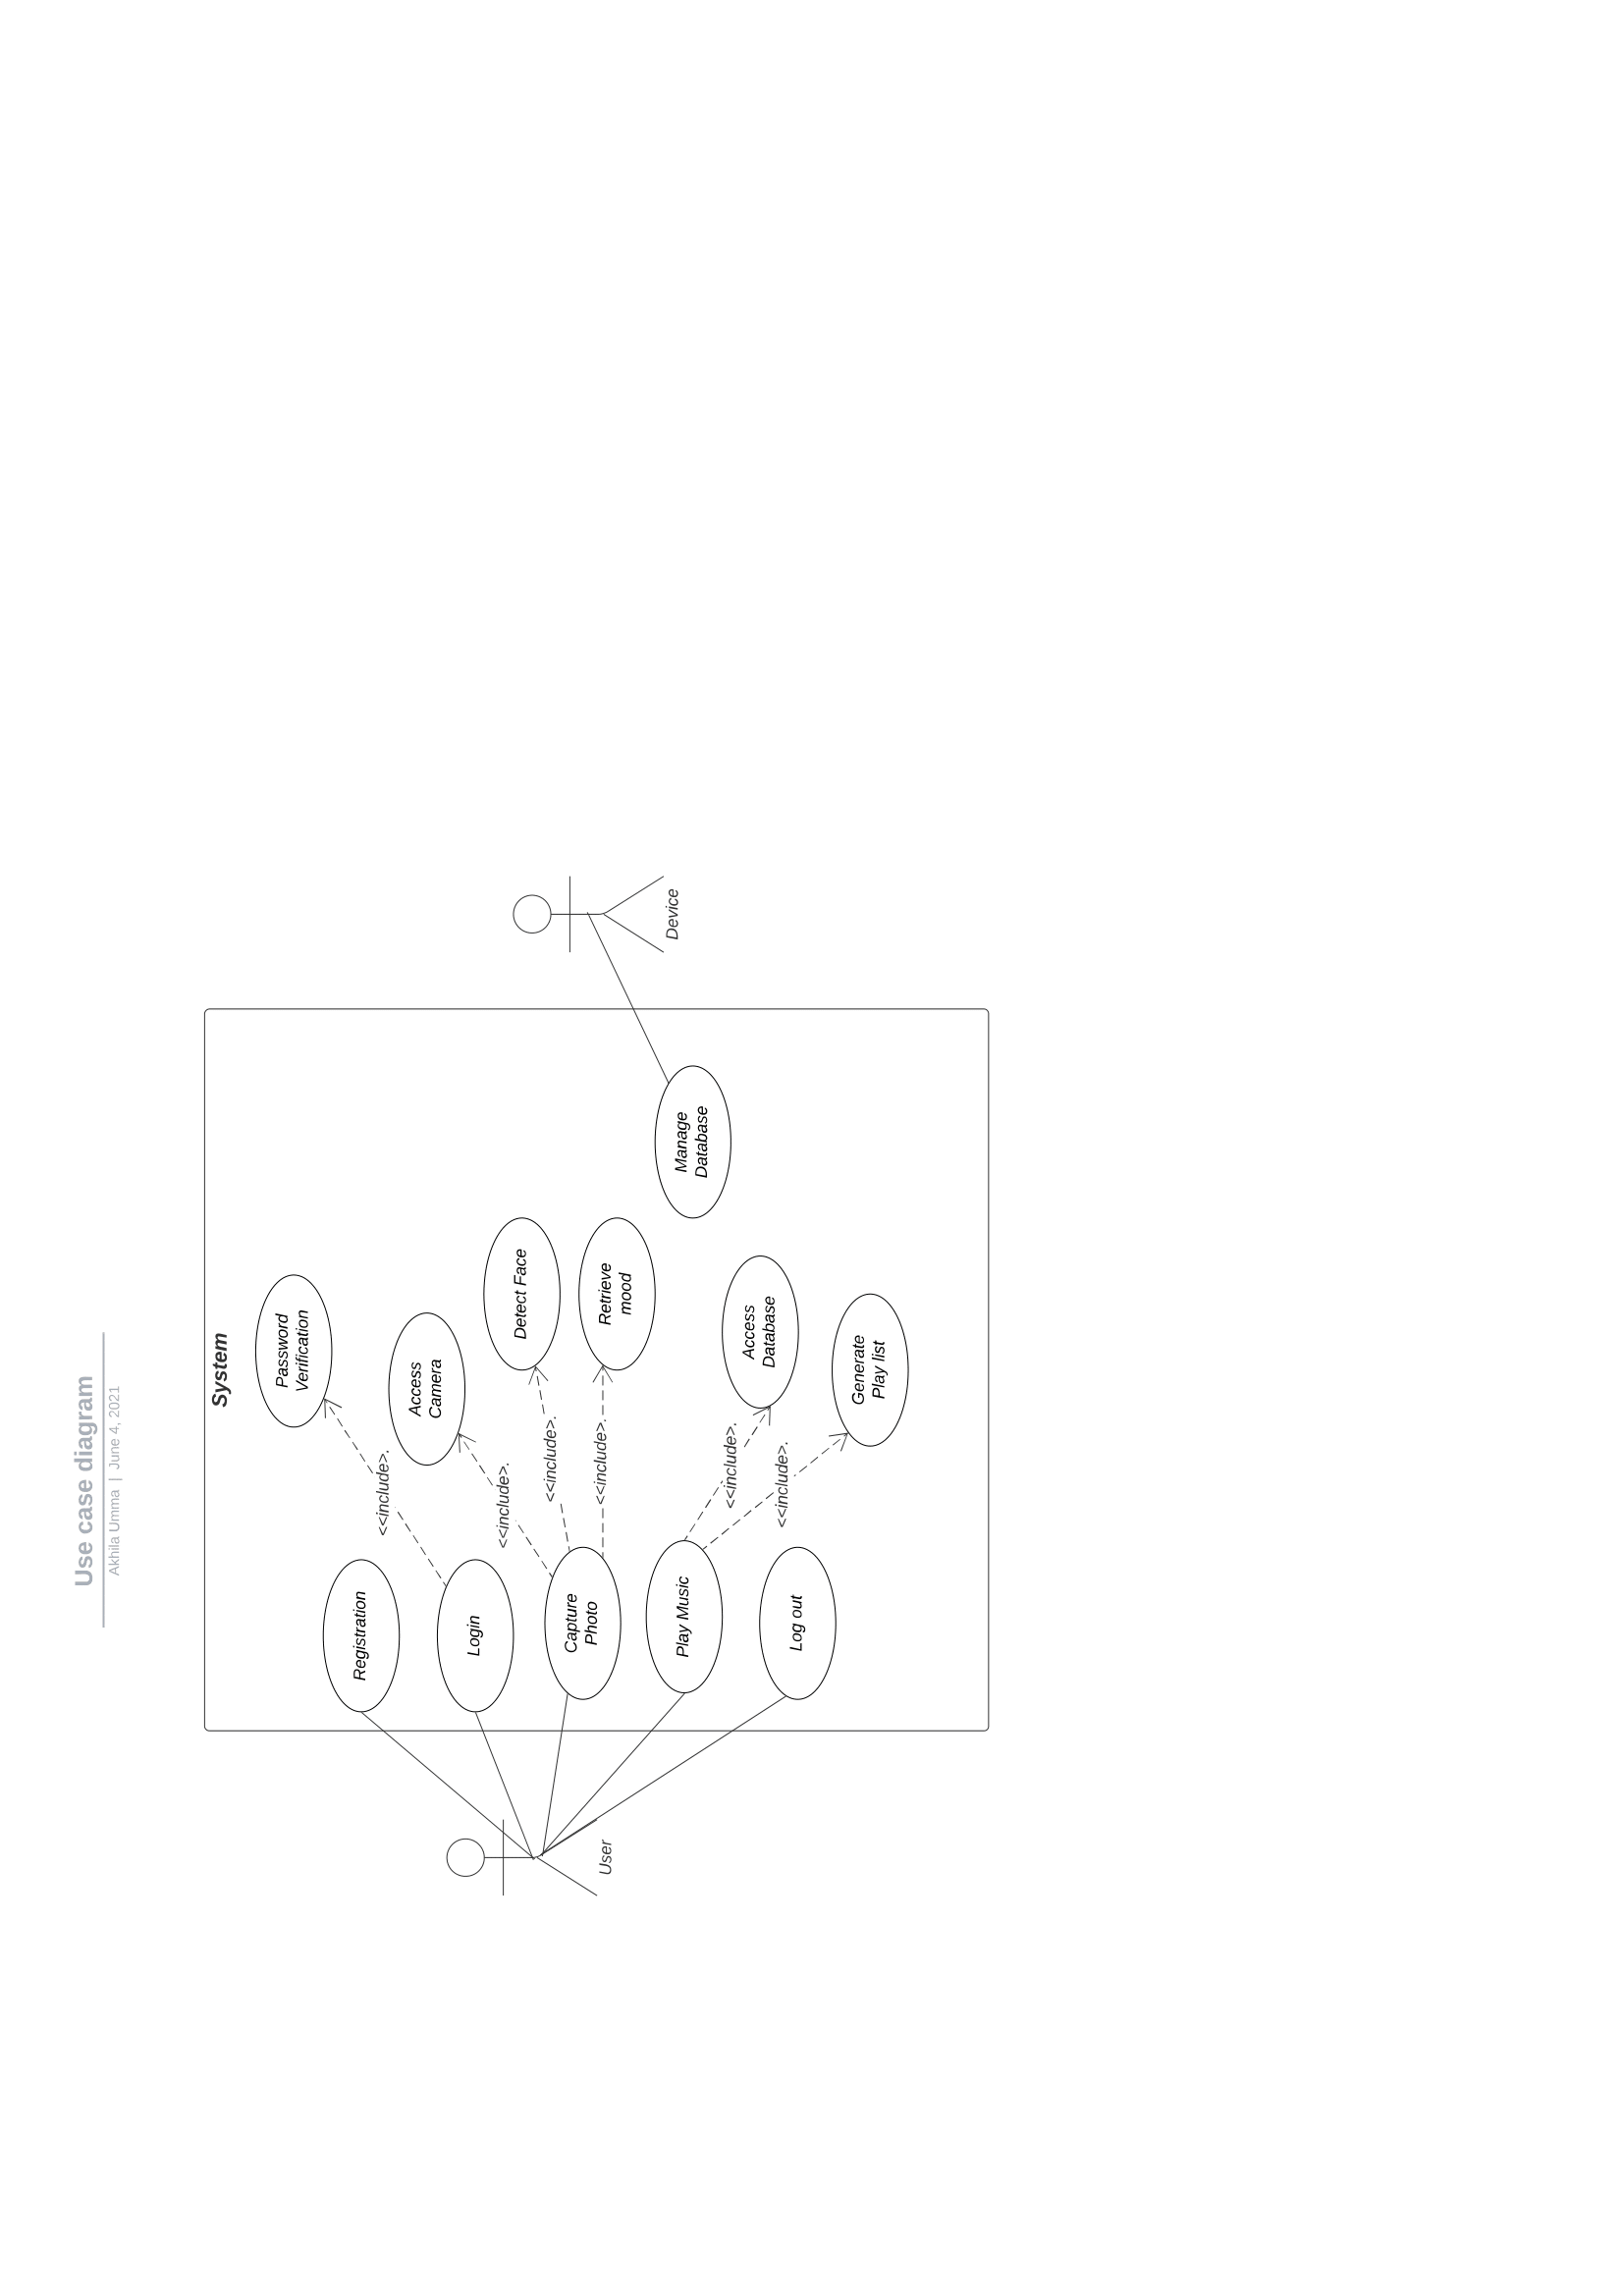 Use case diagram
Akhila Umma | June 4, 2021
System
Password
Verification
Registration
<<include>.
Access
Camera
Login
<<include>.
Detect Face
<<include>.
Capture
Photo
Retrieve
mood
<<include>.
Device
User
Manage
Database
Play Music
<<include>.
Access
Database
<<include>.
Log out
Generate
Play list